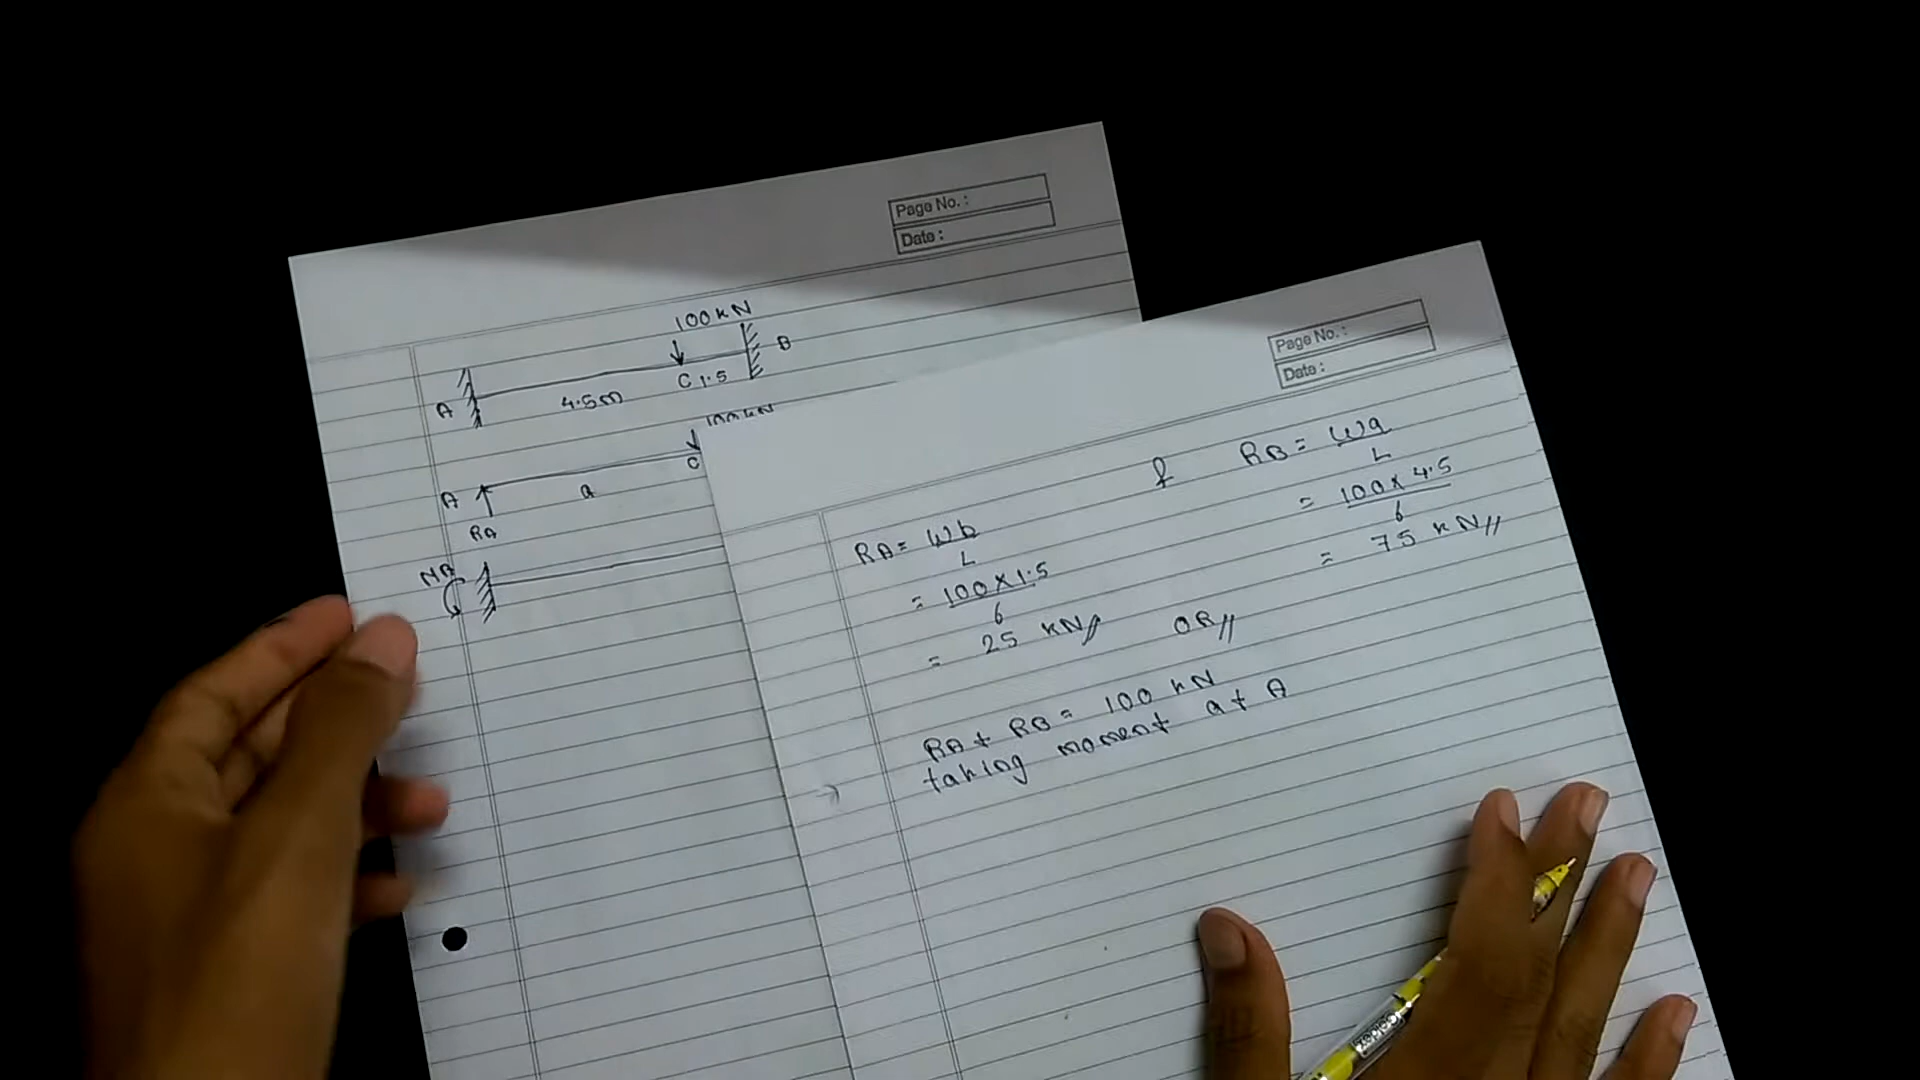 Page No. :
Date :
100 kN
A
B
C 1.5
4.5m
100 kN
A
C
a
RA
MA
Page No. :
Date :
RA = Wb
L
= 100 X 1.5
6
= 25 kN//
OR//
& RB = Wa
L
= 100 x 4.5
6
= 75 kN//
RA + RB = 100 kN
→ taking moment at A